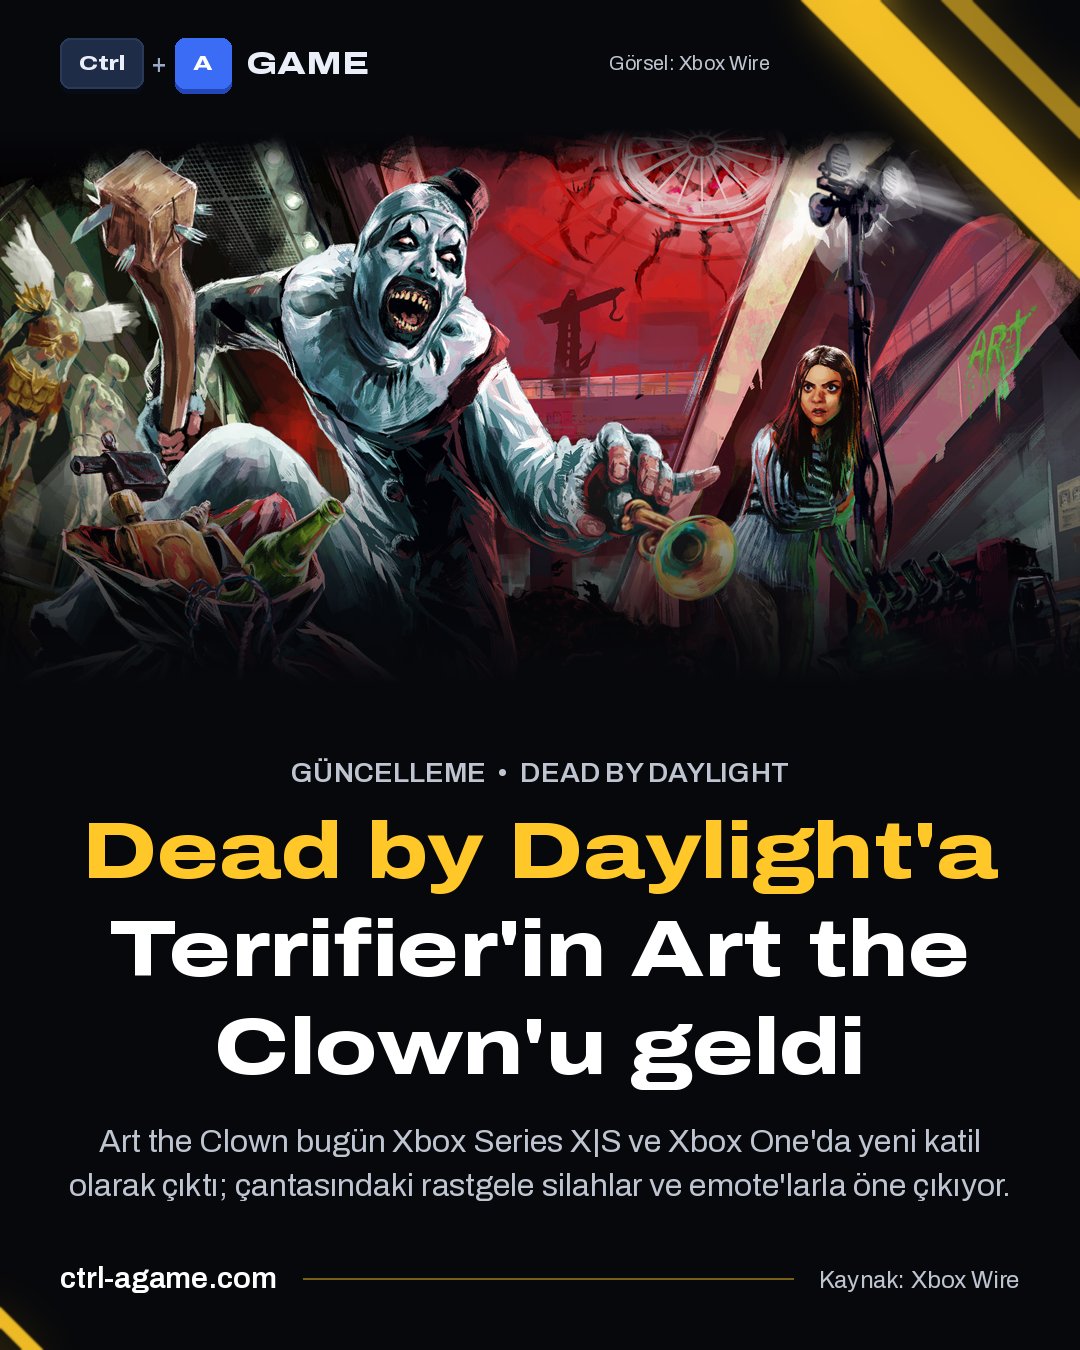 Ctrl + A GAME
Görsel: Xbox Wire
ART
GÜNCELLEME • DEAD BY DAYLIGHT
Dead by Daylight'a
Terrifier'in Art the
Clown'u geldi
Art the Clown bugün Xbox Series X|S ve Xbox One'da yeni katil
olarak çıktı; çantasındaki rastgele silahlar ve emote'larla öne çıkıyor.
ctrl-agame.com
Kaynak: Xbox Wire